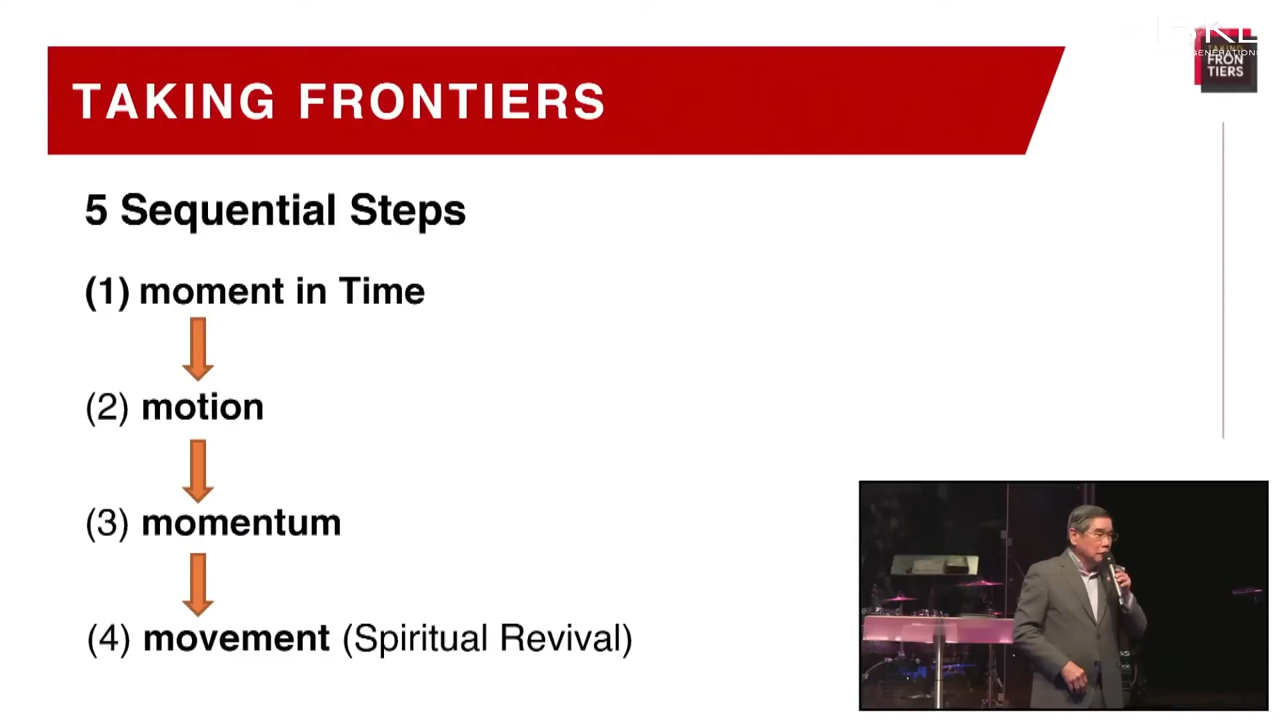 TAKING FRONTIERS
TAKING
FRON
TIERS
5 Sequential Steps
(1) moment in Time
(2) motion
(3) momentum
(4) movement (Spiritual Revival)